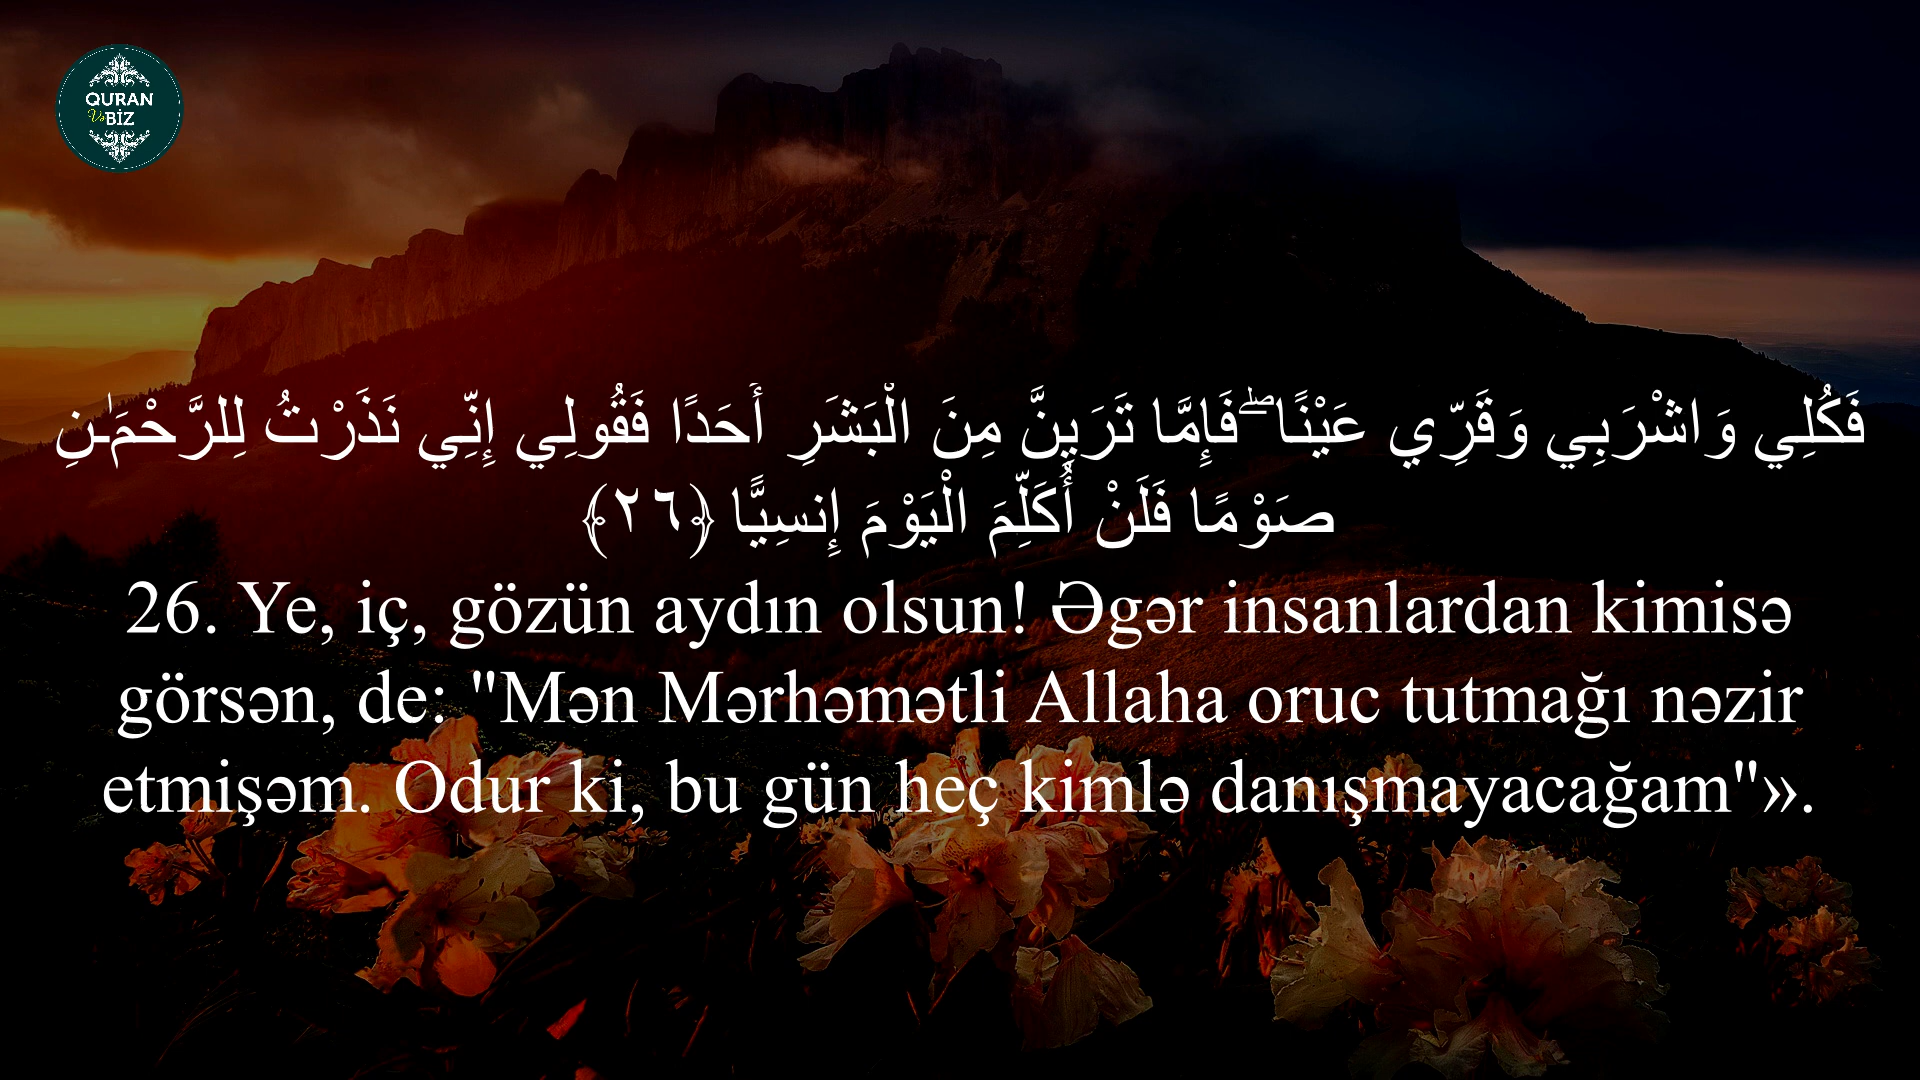 QURAN
Və BİZ
فَكُلِي وَاشْرَبِي وَقَرِّي عَيْنًا ۖ فَإِمَّا تَرَيِنَّ مِنَ الْبَشَرِ أَحَدًا فَقُولِي إِنِّي نَذَرْتُ لِلرَّحْمَـٰنِ
صَوْمًا فَلَنْ أُكَلِّمَ الْيَوْمَ إِنسِيًّا ﴿٢٦﴾
26. Ye, iç, gözün aydın olsun! Əgər insanlardan kimisə
görsən, de: "Mən Mərhəmətli Allaha oruc tutmağı nəzir
etmişəm. Odur ki, bu gün heç kimlə danışmayacağam"».